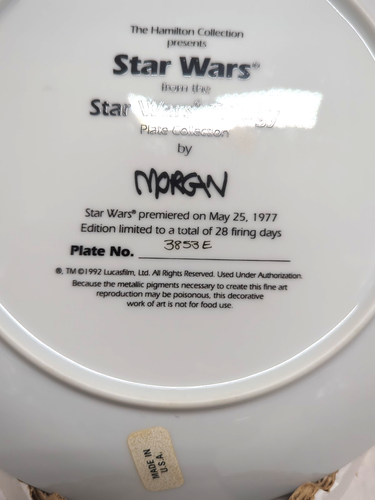 The Hamilton Collection
presents
Star Wars®
from the
Star
Plate Collection
by
MORGAN
Star Wars® premiered on May 25, 1977
Edition limited to a total of 28 firing days
Plate No. 3853E
®, TM ©1992 Lucasfilm, Ltd. All Rights Reserved. Used Under Authorization.
Because the metallic pigments necessary to create this fine art
reproduction may be poisonous, this decorative
work of art is not for food use.
MADE IN
U.S.A.